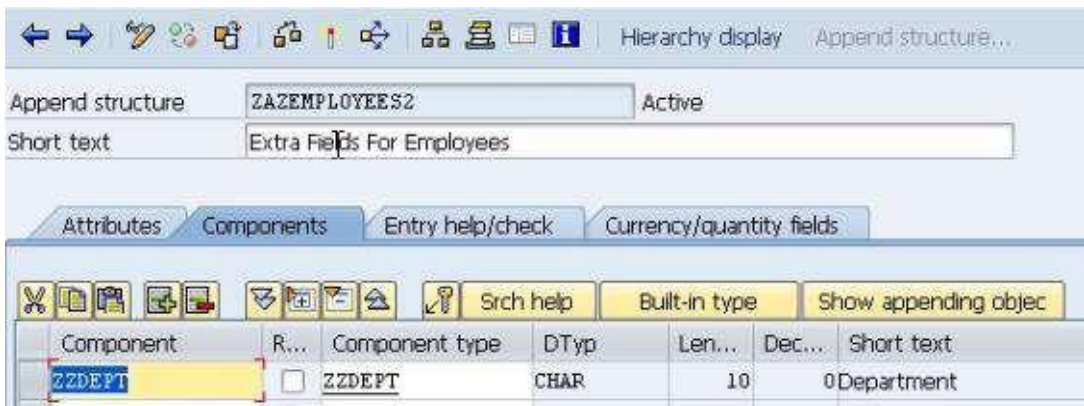 Hierarchy display Append structure...
Append structure ZAZEMPLOYEES2 Active
Short text Extra Fields For Employees
Attributes Components Entry help/check Currency/quantity fields
Srch help Built-in type Show appending objec
Component R... Component type DTyp Len... Dec... Short text
ZZDEPT ZZDEPT CHAR 10 0 Department